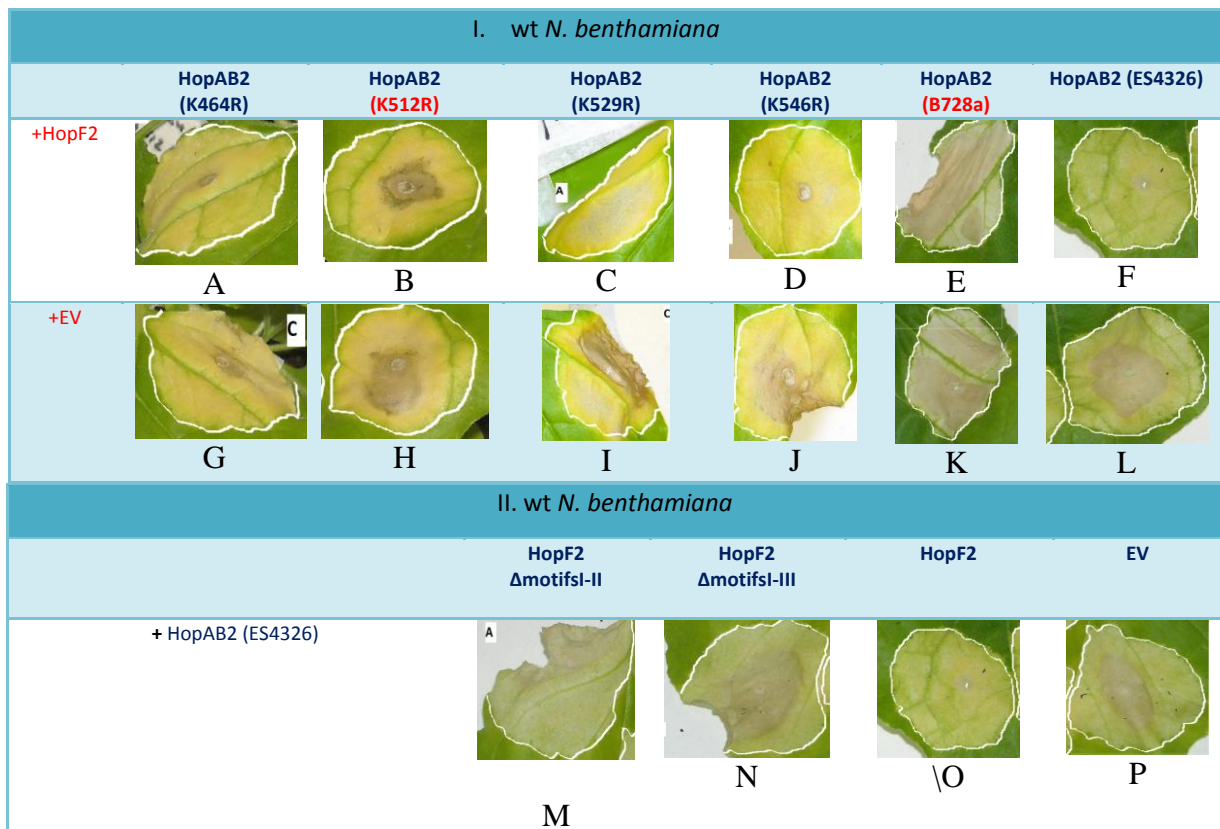 I. wt N. benthamiana
HopAB2 (K464R)
HopAB2 (K512R)
HopAB2 (K529R)
HopAB2 (K546R)
HopAB2 (B728a)
HopAB2 (ES4326)
+HopF2
A
A
B
C
D
E
F
+EV
C
C
G
H
I
J
K
L
II. wt N. benthamiana
HopF2 ΔmotifsI-II
HopF2 ΔmotifsI-III
HopF2
EV
+ HopAB2 (ES4326)
A
N
\O
P
M